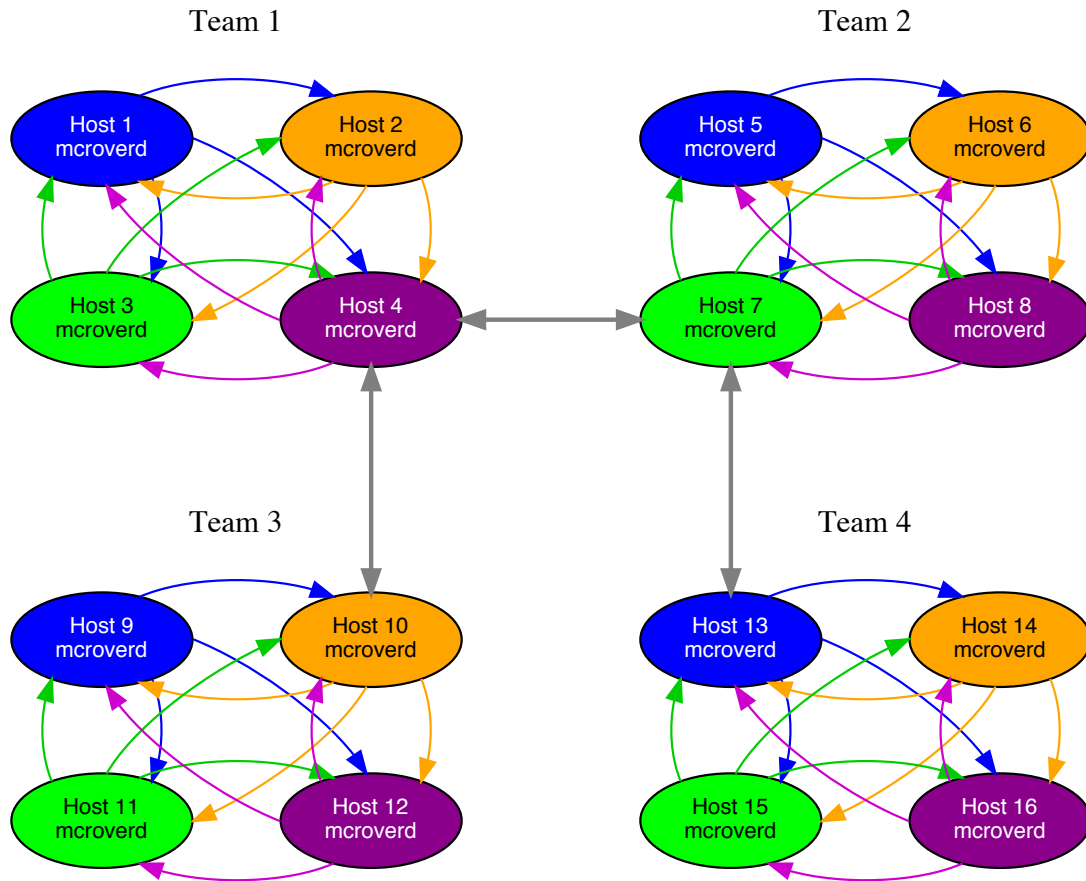 Team 1
Team 2
Host 1
mcroverd
Host 2
mcroverd
Host 5
mcroverd
Host 6
mcroverd
Host 3
mcroverd
Host 4
mcroverd
Host 7
mcroverd
Host 8
mcroverd
Team 3
Team 4
Host 9
mcroverd
Host 10
mcroverd
Host 13
mcroverd
Host 14
mcroverd
Host 11
mcroverd
Host 12
mcroverd
Host 15
mcroverd
Host 16
mcroverd